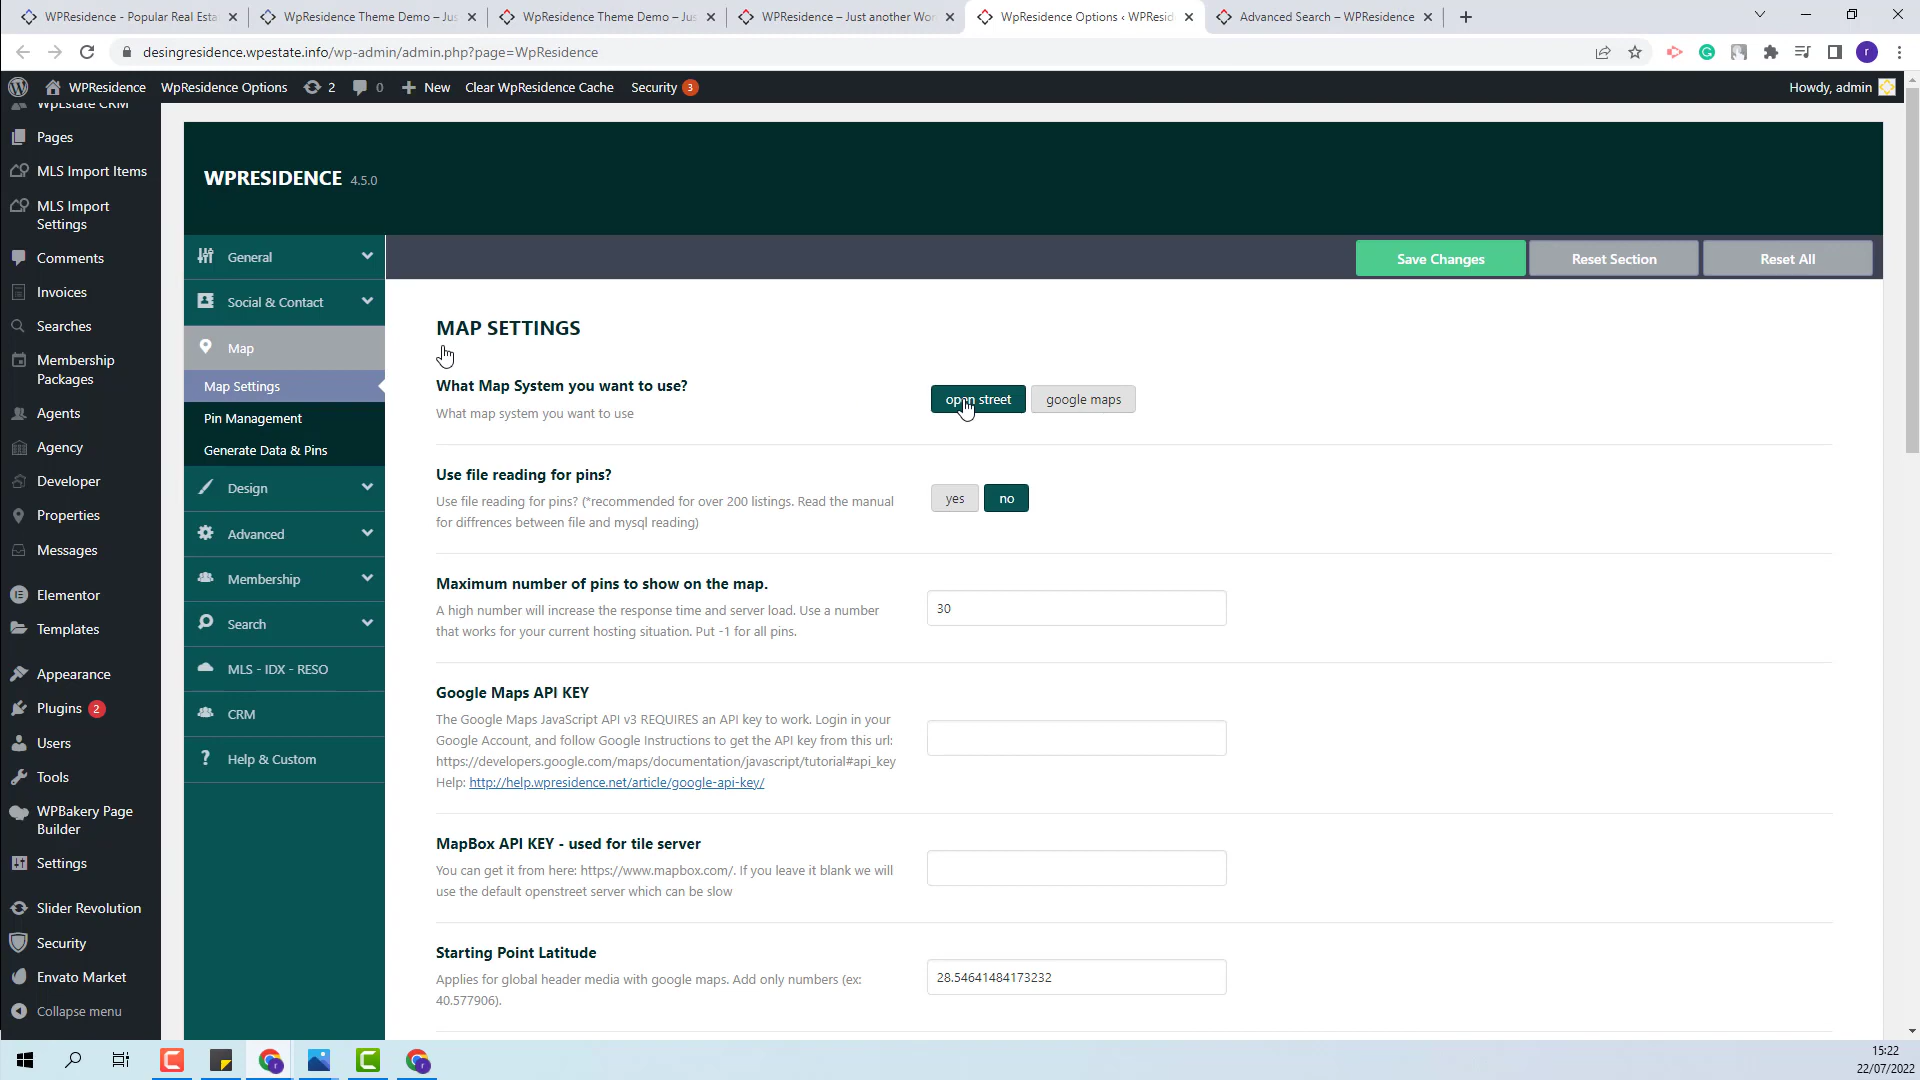 WPResidence - Popular Real Esta
WpResidence Theme Demo – Jus
WpResidence Theme Demo – Jus
WPResidence – Just another Wor
WpResidence Options ‹ WPResid
Advanced Search – WPResidence
desingresidence.wpestate.info/wp-admin/admin.php?page=WpResidence
r
WPResidence
WpResidence Options
2
0
New
Clear WpResidence Cache
Security 3
Howdy, admin
WpEstate CRM
Pages
MLS Import Items
MLS Import
Settings
Comments
Invoices
Searches
Membership
Packages
Agents
Agency
Developer
Properties
Messages
Elementor
Templates
Appearance
Plugins 2
Users
Tools
WPBakery Page
Builder
Settings
Slider Revolution
Security
Envato Market
Collapse menu
WPRESIDENCE 4.5.0
General
Social & Contact
Map
Map Settings
Pin Management
Generate Data & Pins
Design
Advanced
Membership
Search
MLS - IDX - RESO
CRM
Help & Custom
Save Changes
Reset Section
Reset All
MAP SETTINGS
What Map System you want to use?
What map system you want to use
open street
google maps
Use file reading for pins?
Use file reading for pins? (*recommended for over 200 listings. Read the manual
for diffrences between file and mysql reading)
yes
no
Maximum number of pins to show on the map.
A high number will increase the response time and server load. Use a number
that works for your current hosting situation. Put -1 for all pins.
30
Google Maps API KEY
The Google Maps JavaScript API v3 REQUIRES an API key to work. Login in your
Google Account, and follow Google Instructions to get the API key from this url:
https://developers.google.com/maps/documentation/javascript/tutorial#api_key
Help: http://help.wpresidence.net/article/google-api-key/
MapBox API KEY - used for tile server
You can get it from here: https://www.mapbox.com/. If you leave it blank we will
use the default openstreet server which can be slow
Starting Point Latitude
Applies for global header media with google maps. Add only numbers (ex:
40.577906).
28.54641484173232
15:22
22/07/2022